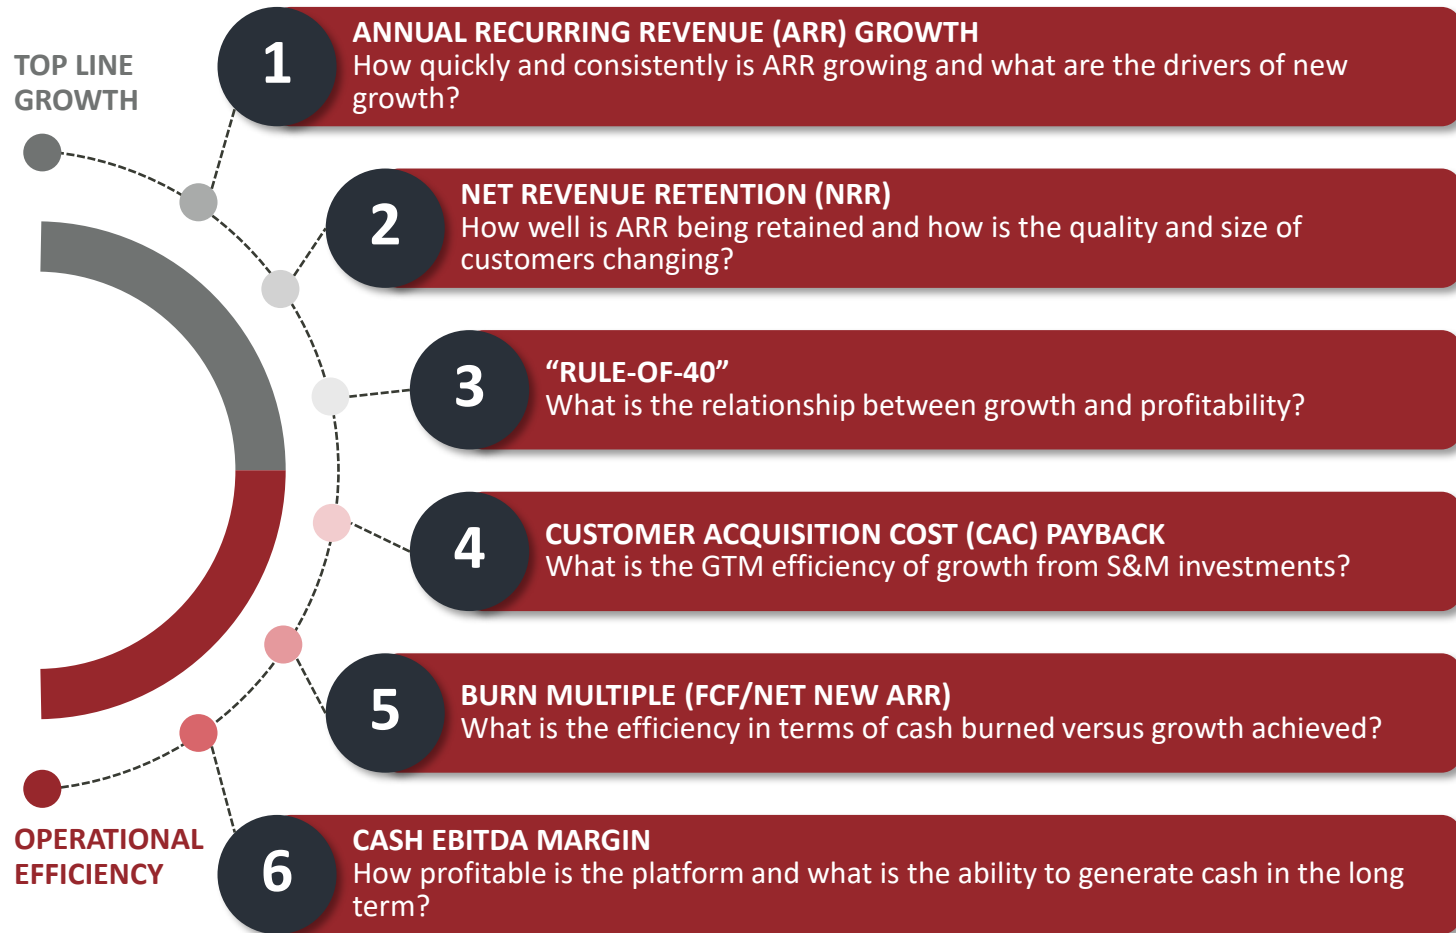 TOP LINE
GROWTH
1
ANNUAL RECURRING REVENUE (ARR) GROWTH
How quickly and consistently is ARR growing and what are the drivers of new
growth?
2
NET REVENUE RETENTION (NRR)
How well is ARR being retained and how is the quality and size of
customers changing?
3
“RULE-OF-40”
What is the relationship between growth and profitability?
4
CUSTOMER ACQUISITION COST (CAC) PAYBACK
What is the GTM efficiency of growth from S&M investments?
5
BURN MULTIPLE (FCF/NET NEW ARR)
What is the efficiency in terms of cash burned versus growth achieved?
OPERATIONAL
EFFICIENCY
6
CASH EBITDA MARGIN
How profitable is the platform and what is the ability to generate cash in the long
term?